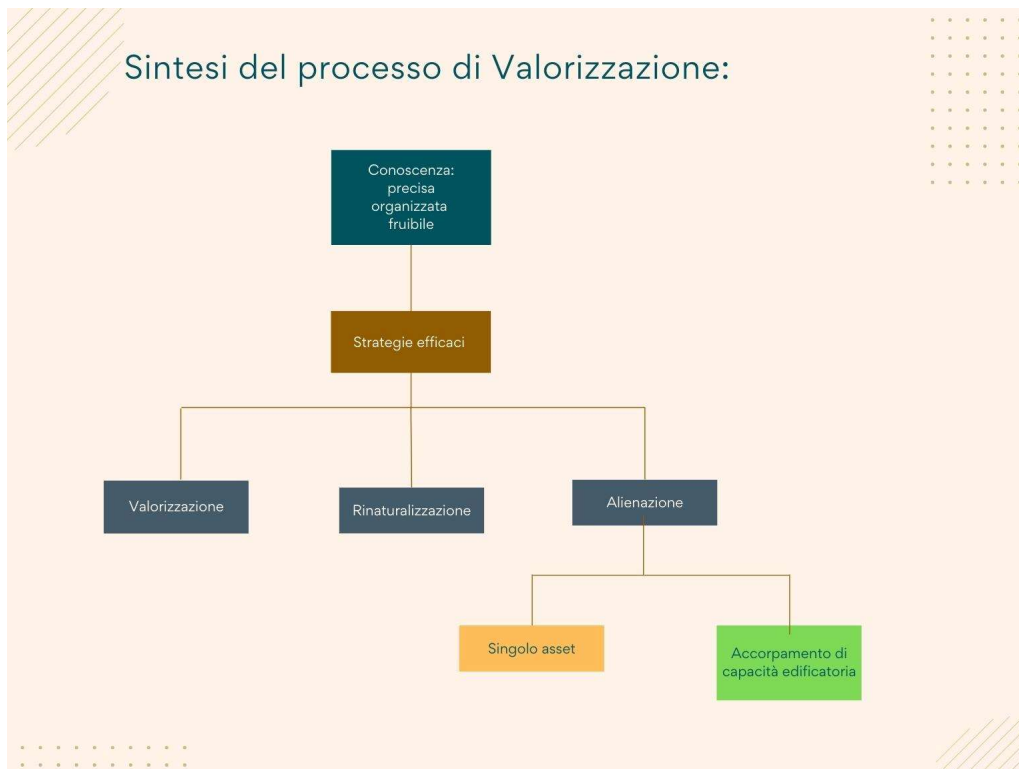 Sintesi del processo di Valorizzazione:
Conoscenza:
precisa
organizzata
fruibile
Strategie efficaci
Valorizzazione
Rinaturalizzazione
Alienazione
Singolo asset
Accorpamento di
capacità edificatoria